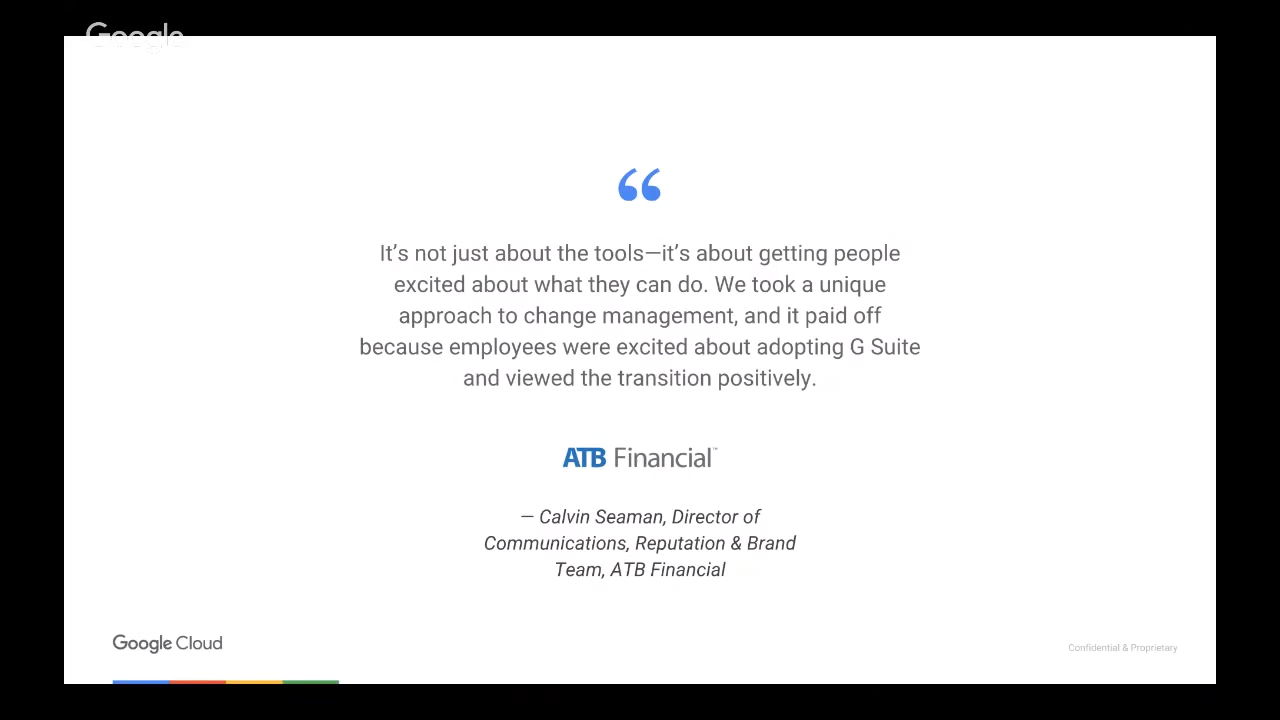 Google
“
It’s not just about the tools—it’s about getting people
excited about what they can do. We took a unique
approach to change management, and it paid off
because employees were excited about adopting G Suite
and viewed the transition positively.
ATB Financial™
— Calvin Seaman, Director of
Communications, Reputation & Brand
Team, ATB Financial
Google Cloud
Confidential & Proprietary